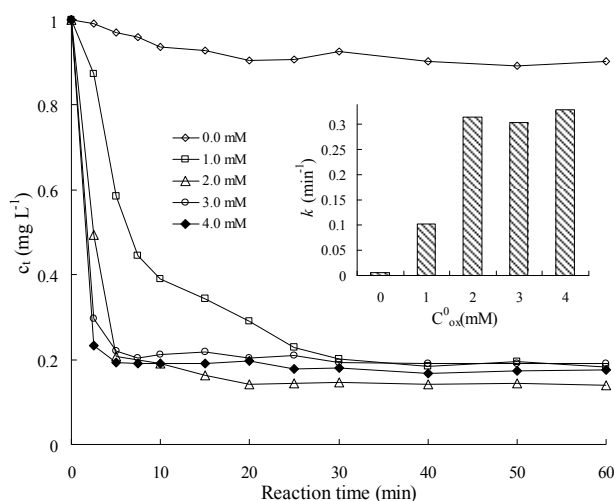 1
0.8
0.6
0.4
0.2
0
c_t (mg L⁻¹)
0.0 mM
1.0 mM
2.0 mM
3.0 mM
4.0 mM
0.3
0.25
0.2
0.15
0.1
0.05
0
k (min⁻¹)
0 1 2 3 4
C⁰_ox(mM)
0 10 20 30 40 50 60
Reaction time (min)